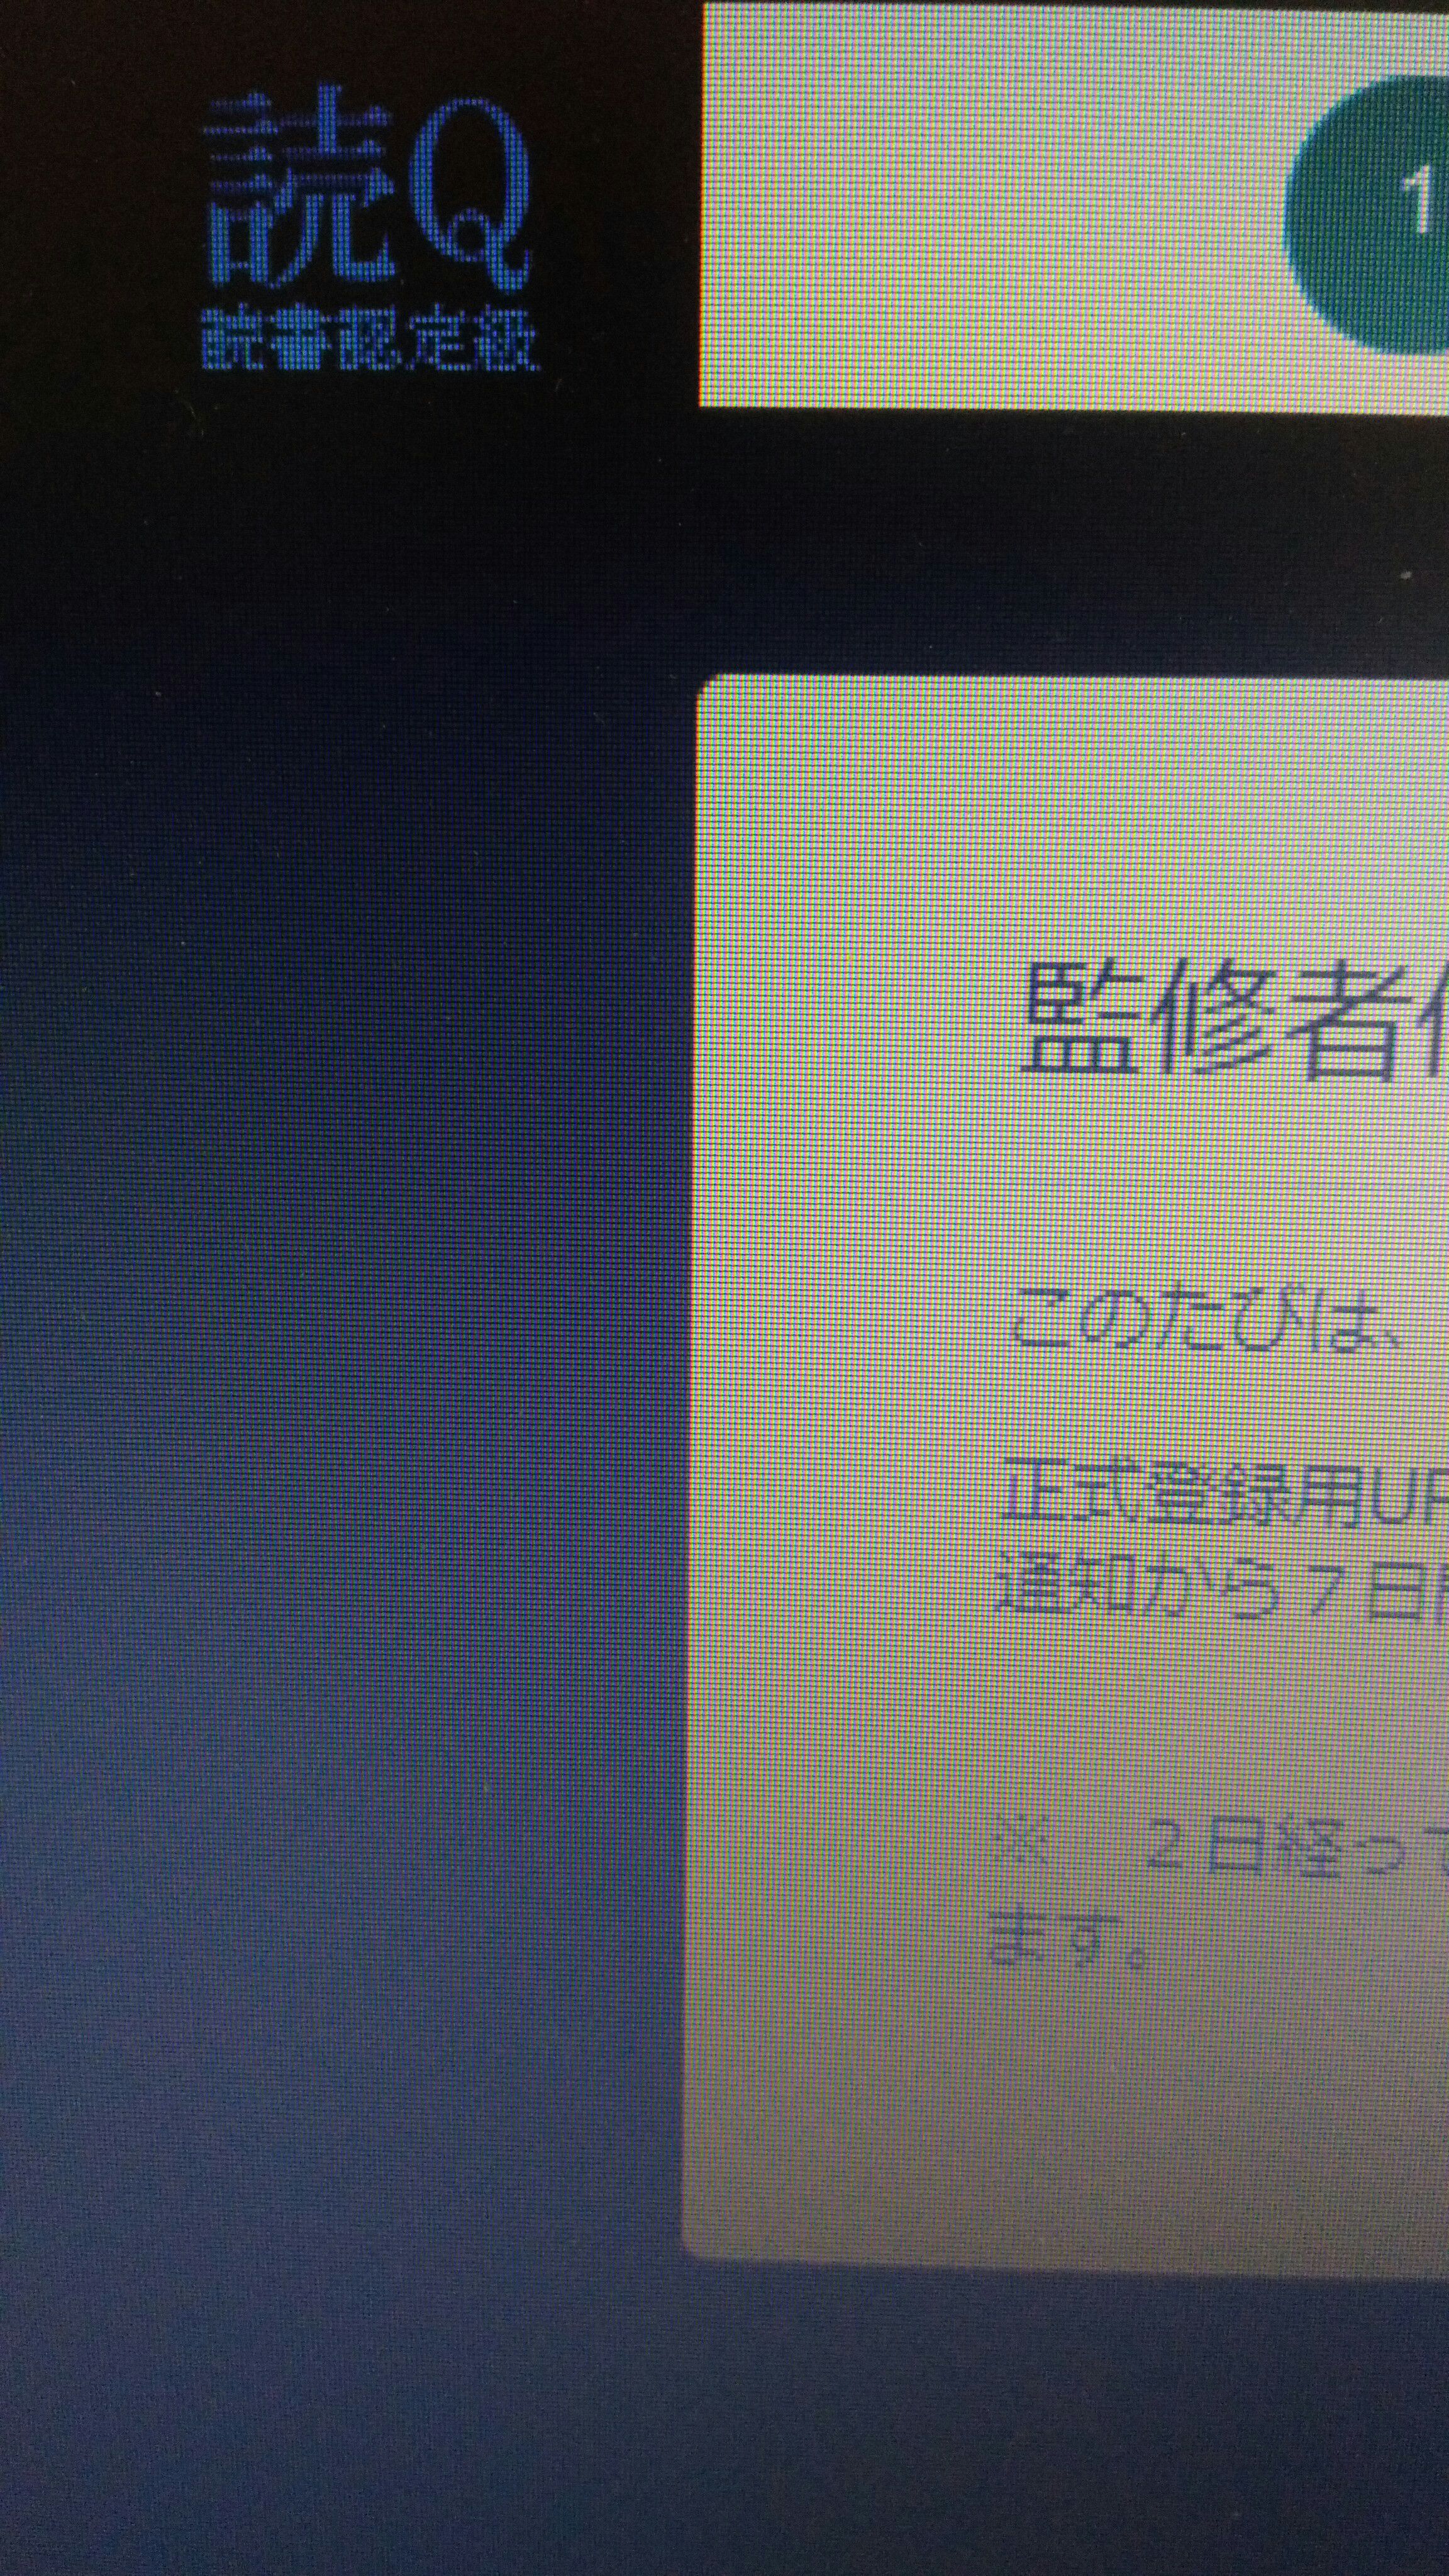 読Q
読書認定級
1
監修者
このたびは、
正式登録用U
通知から７日
※　２日経っ
ます。